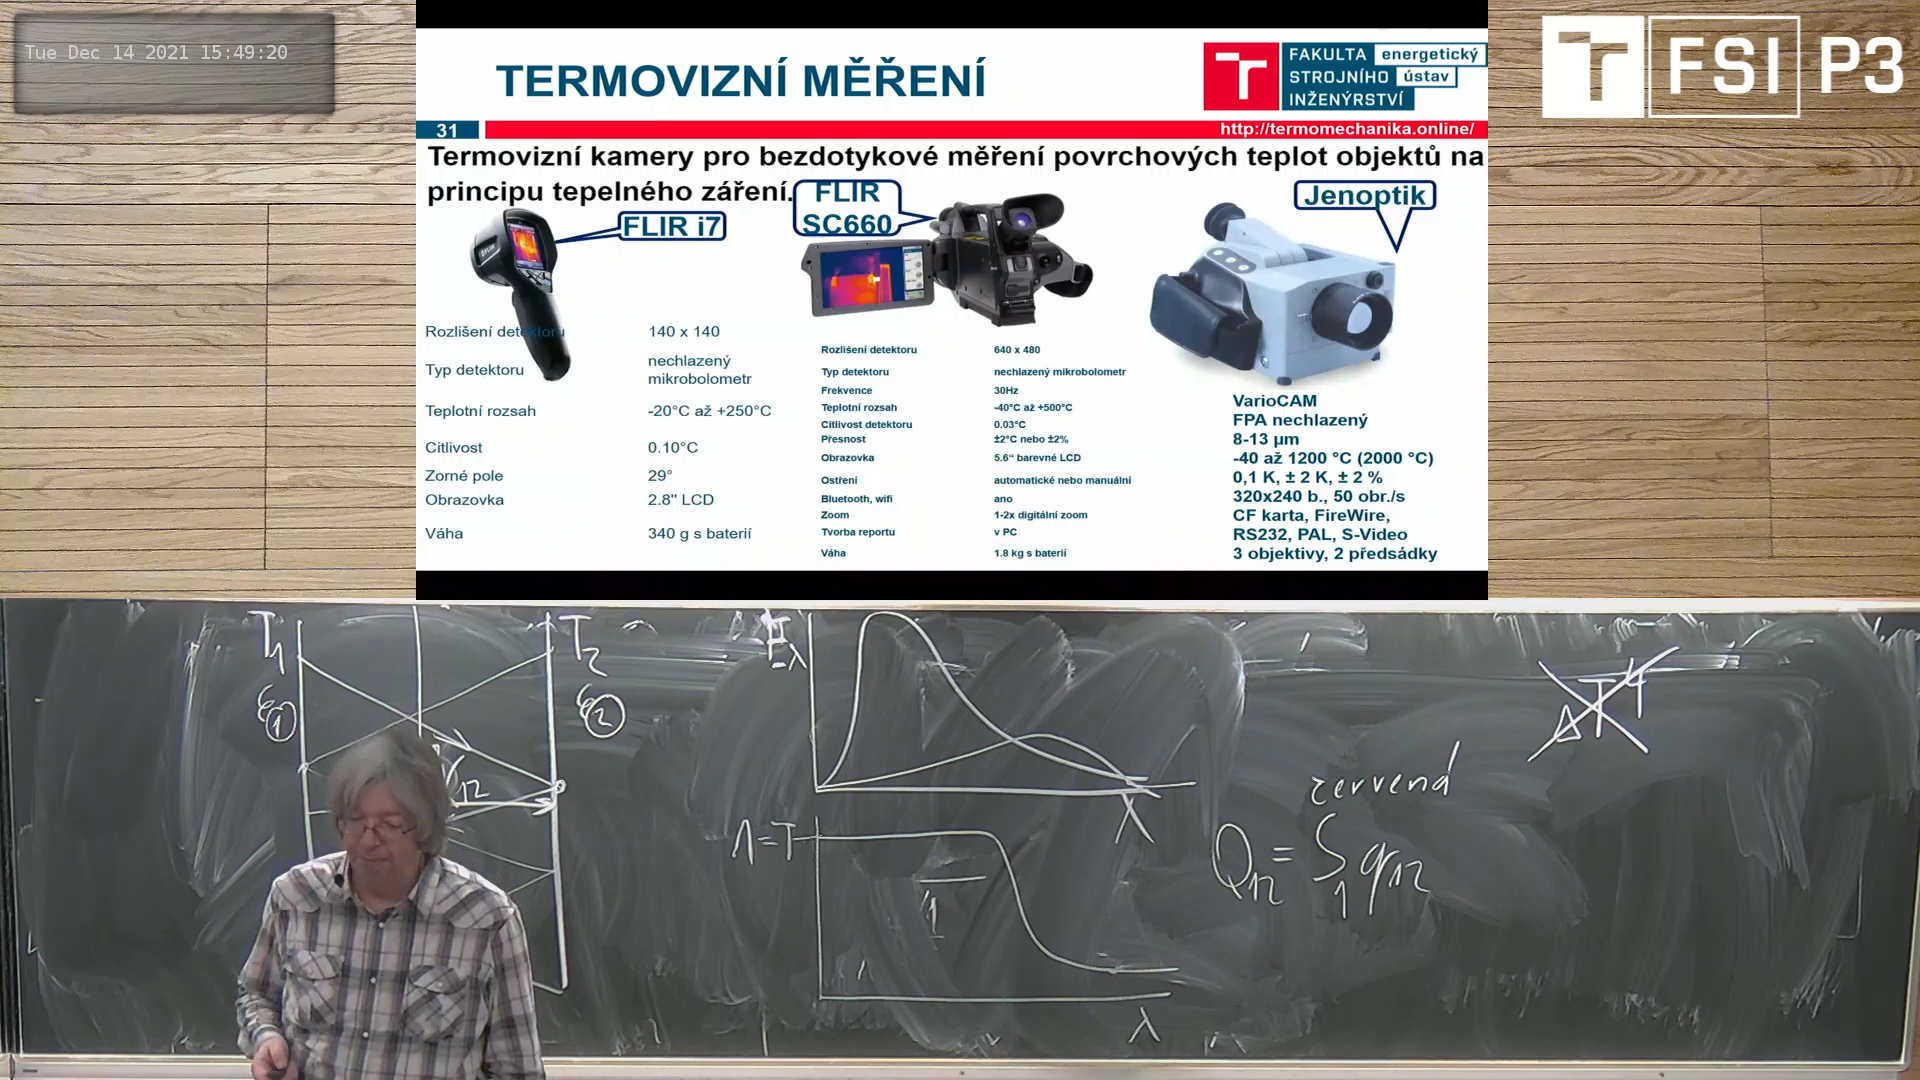 Tue Dec 14 2021 15:49:20
TERMOVIZNÍ MĚŘENÍ
FAKULTA energetický
STROJNÍHO ústav
INŽENÝRSTVÍ
T FSI P3
31
http://termomechanika.online/
Termovizní kamery pro bezdotykové měření povrchových teplot objektů na
principu tepelného záření.
FLIR i7
FLIR
SC660
Jenoptik
Rozlišení detektoru 140 x 140
Typ detektoru nechlazený
mikrobolometr
Teplotní rozsah -20°C až +250°C
Citlivost 0.10°C
Zorné pole 29°
Obrazovka 2.8" LCD
Váha 340 g s baterií
Rozlišení detektoru 640 x 480
Typ detektoru nechlazený mikrobolometr
Frekvence 30Hz
Teplotní rozsah -40°C až +500°C
Citlivost detektoru 0.03°C
Přesnost ±2°C nebo ±2%
Obrazovka 5.6“ barevné LCD
Ostření automatické nebo manuální
Bluetooth, wifi ano
Zoom 1-2x digitální zoom
Tvorba reportu v PC
Váha 1.8 kg s baterií
VarioCAM
FPA nechlazený
8-13 µm
-40 až 1200 °C (2000 °C)
0,1 K, ± 2 K, ± 2 %
320x240 b., 50 obr./s
CF karta, FireWire,
RS232, PAL, S-Video
3 objektivy, 2 předsádky
T1
T2
ε1
ε2
12
Eλ
λ
1=T
λ
ΔT4
červená
Q12 = S1 q12